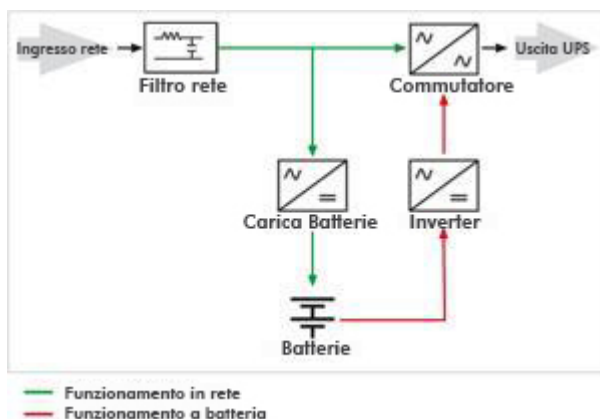 Ingresso rete
Uscita UPS
Filtro rete
Commutatore
Carica Batterie
Inverter
Batterie
Funzionamento in rete
Funzionamento a batteria